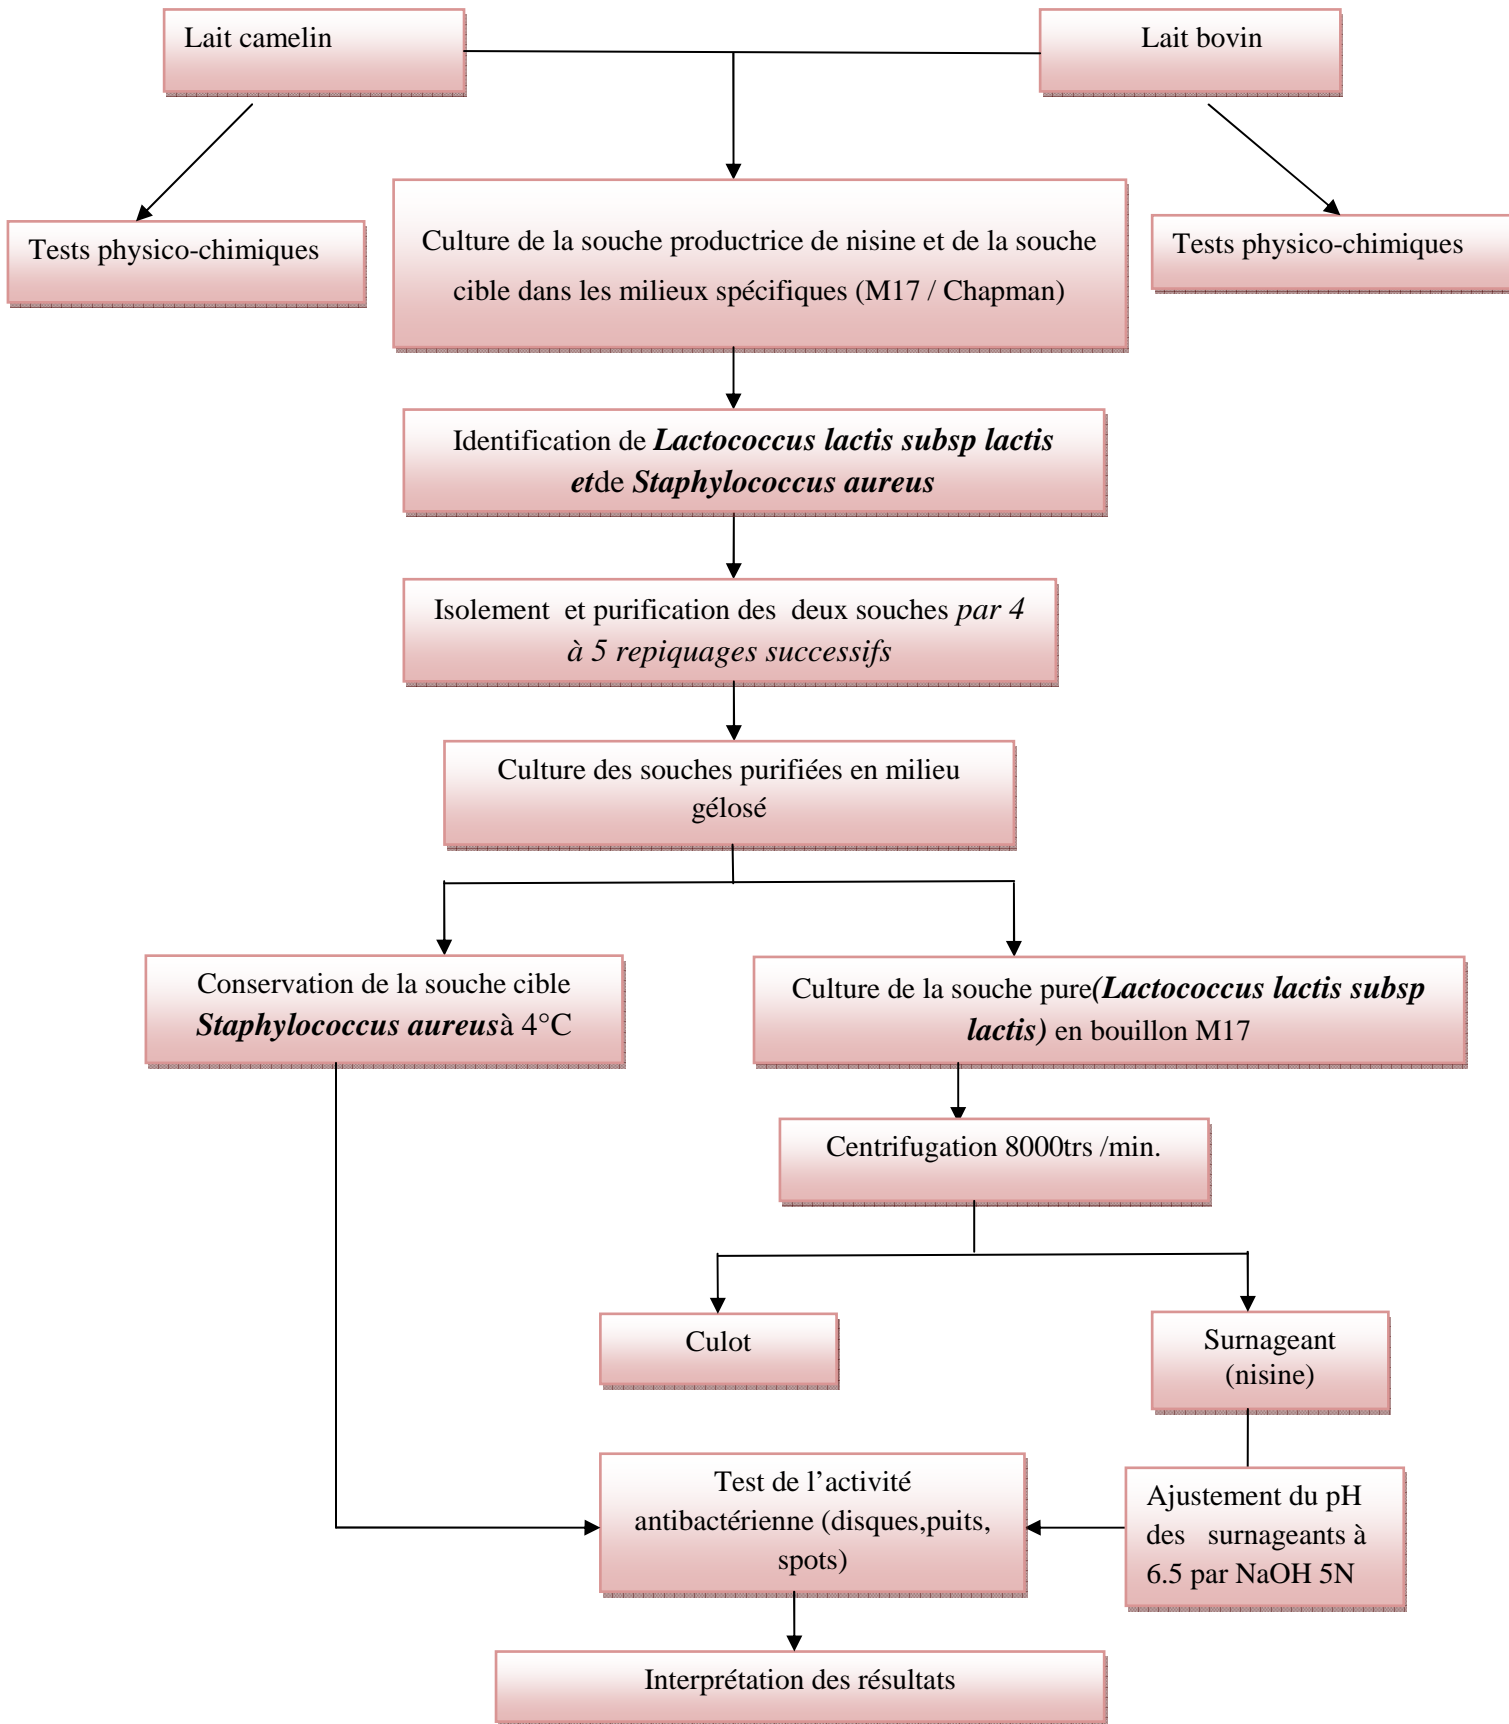 Lait camelin
Lait bovin
Tests physico-chimiques
Culture de la souche productrice de nisine et de la souche
cible dans les milieux spécifiques (M17 / Chapman)
Tests physico-chimiques
Identification de Lactococcus lactis subsp lactis
etde Staphylococcus aureus
Isolement et purification des deux souches par 4
à 5 repiquages successifs
Culture des souches purifiées en milieu
gélosé
Conservation de la souche cible
Staphylococcus aureusà 4°C
Culture de la souche pure(Lactococcus lactis subsp
lactis) en bouillon M17
Centrifugation 8000trs /min.
Culot
Surnageant
(nisine)
Test de l’activité
antibactérienne (disques,puits,
spots)
Ajustement du pH
des surnageants à
6.5 par NaOH 5N
Interprétation des résultats